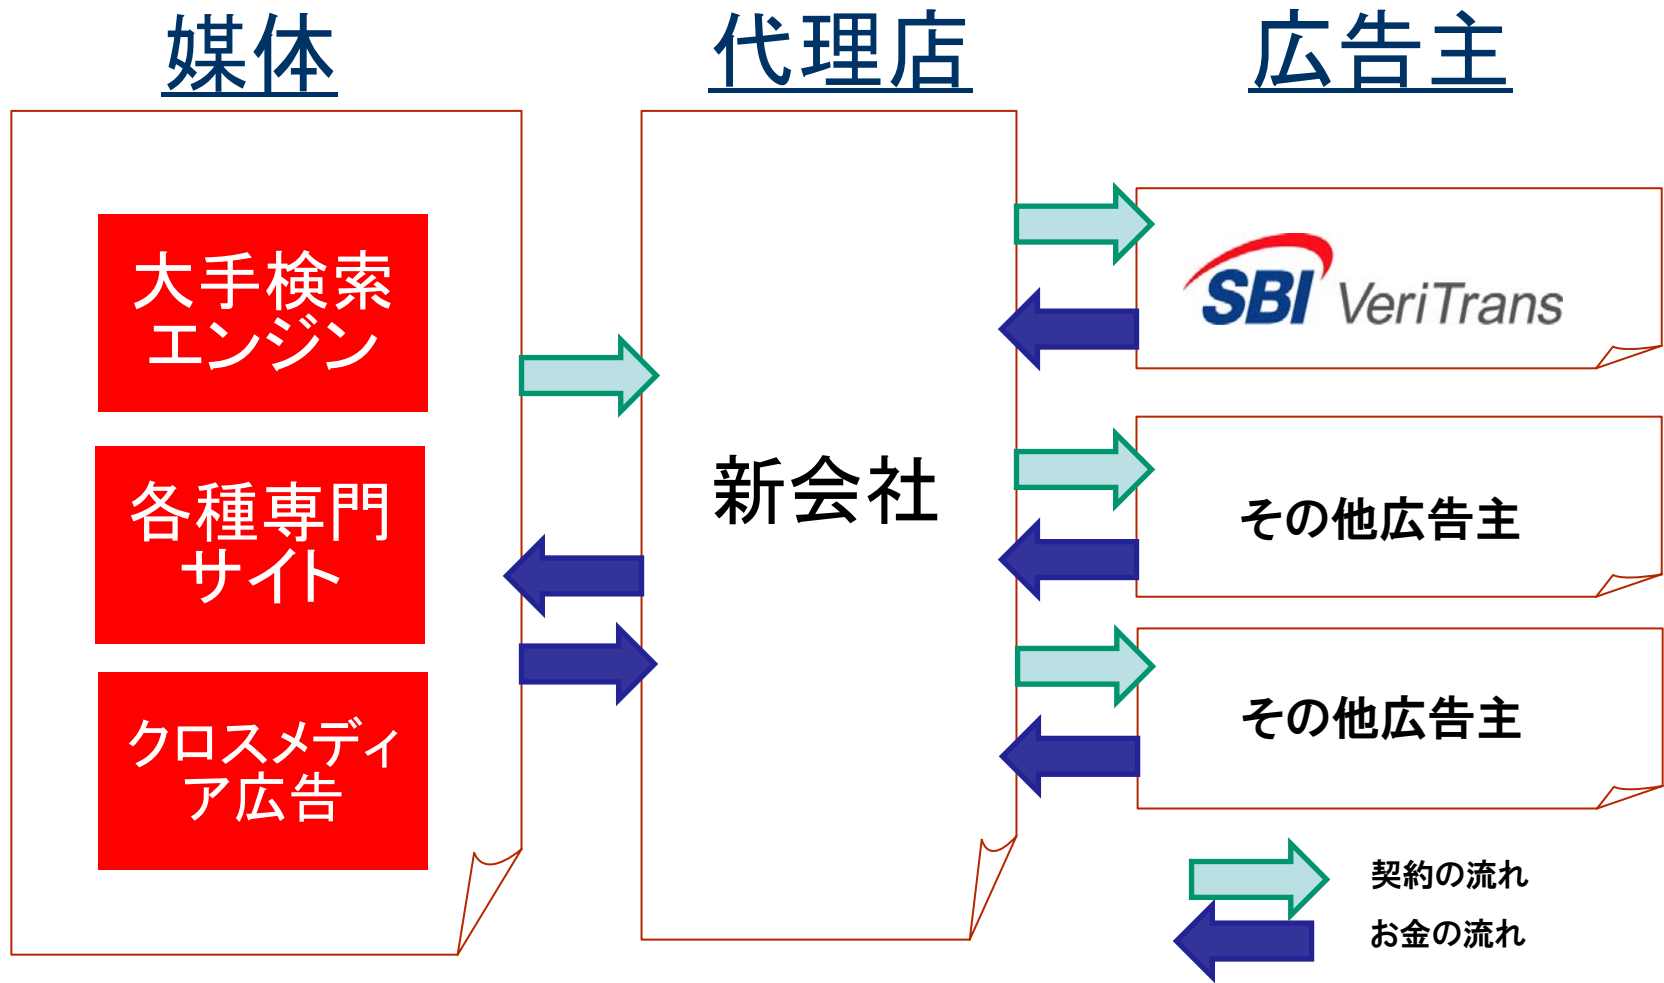 媒体
代理店
広告主
大手検索
エンジン
各種専門
サイト
クロスメディ
ア広告
新会社
SBI VeriTrans
その他広告主
その他広告主
契約の流れ
お金の流れ